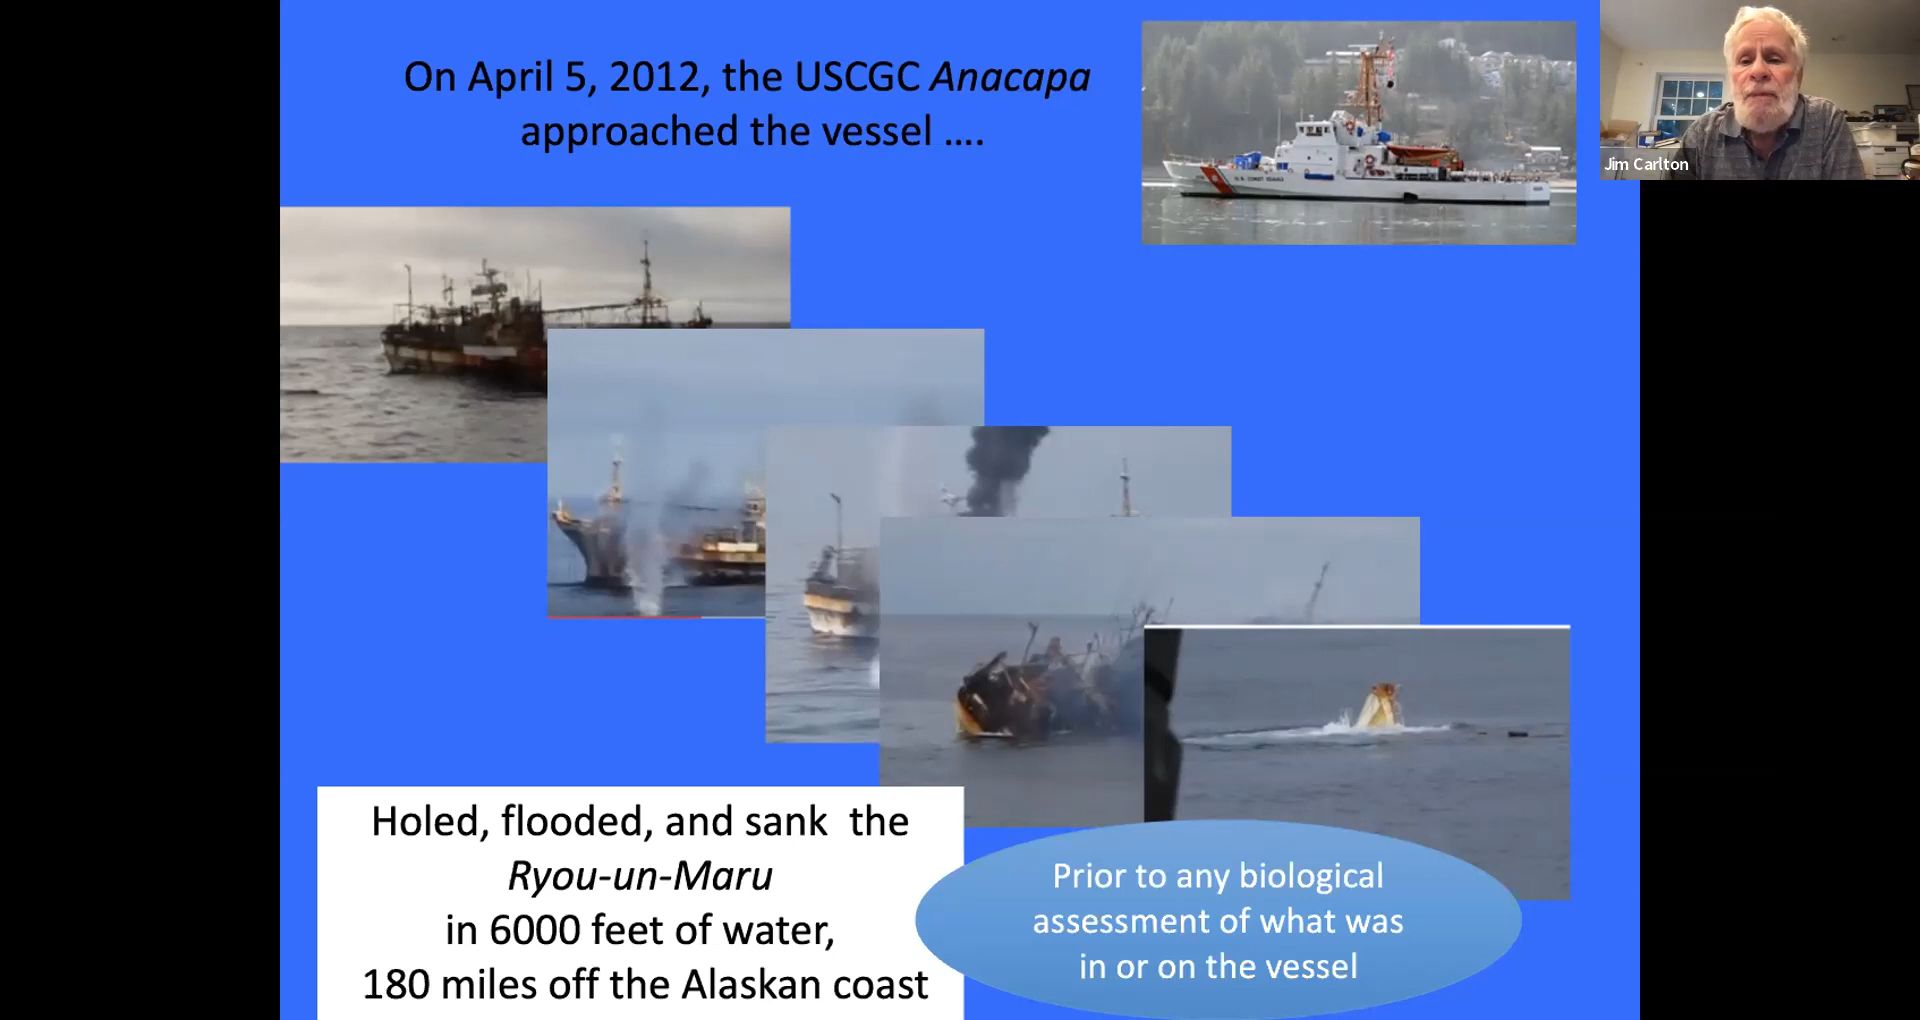 On April 5, 2012, the USCGC Anacapa
approached the vessel ....
Jim Carlton
U.S. COAST GUARD
Holed, flooded, and sank the
Ryou-un-Maru
in 6000 feet of water,
180 miles off the Alaskan coast
Prior to any biological
assessment of what was
in or on the vessel